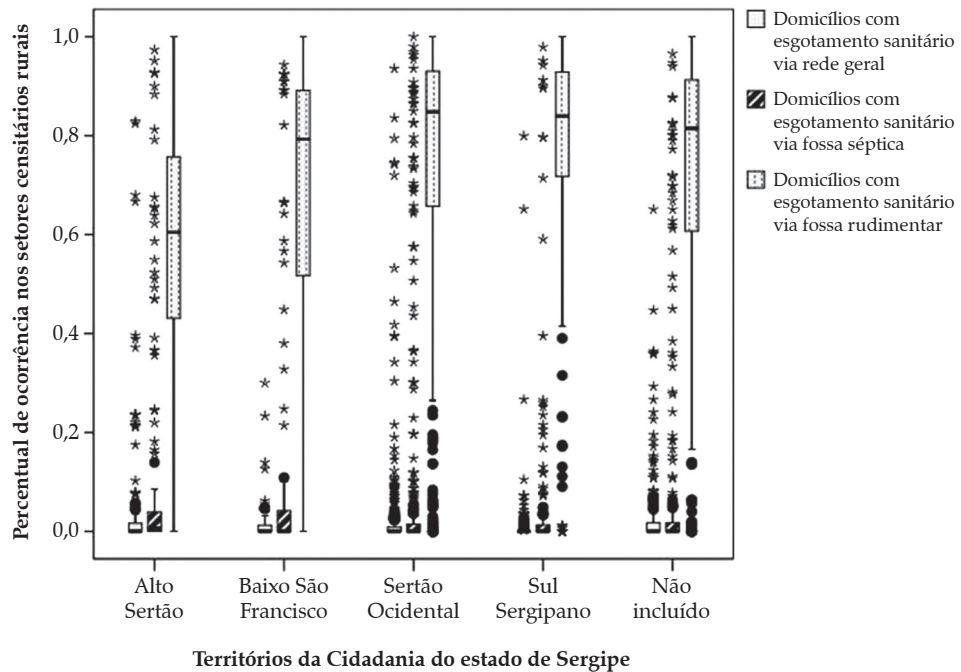 Percentual de ocorrência nos setores censitários rurais
1,0
0,8
0,6
0,4
0,2
0,0
Alto
Sertão
Baixo São
Francisco
Sertão
Ocidental
Sul
Sergipano
Não
incluído
Territórios da Cidadania do estado de Sergipe
Domicílios com
esgotamento sanitário
via rede geral
Domicílios com
esgotamento sanitário
via fossa séptica
Domicílios com
esgotamento sanitário
via fossa rudimentar